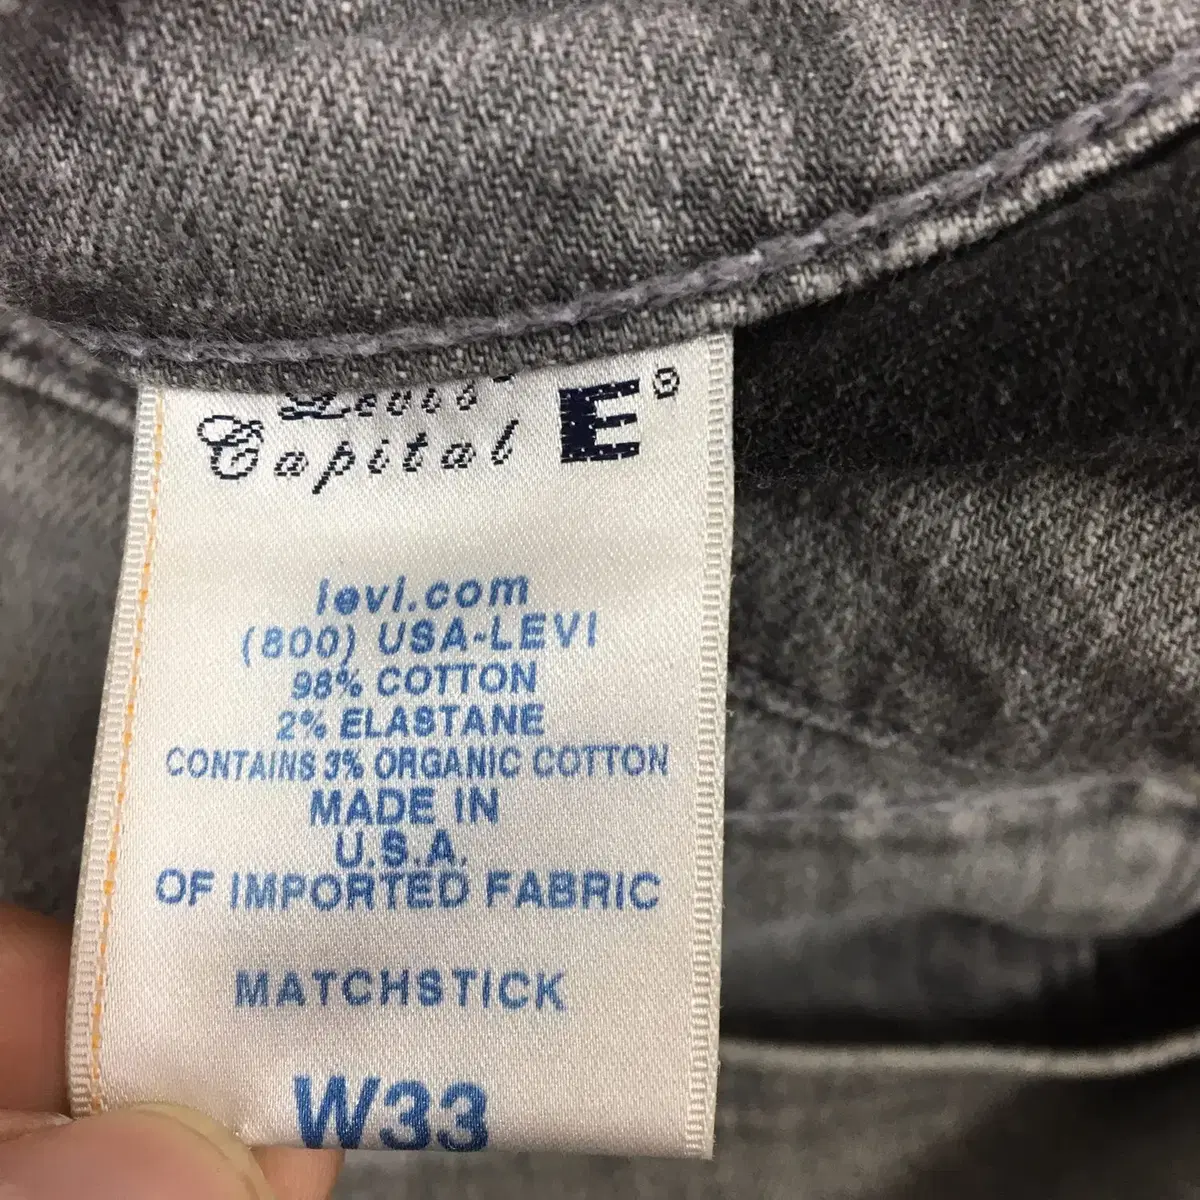 Levi's
Capital E®
levi.com
(800) USA-LEVI
98% COTTON
2% ELASTANE
CONTAINS 3% ORGANIC COTTON
MADE IN
U.S.A.
OF IMPORTED FABRIC
MATCHSTICK
W33